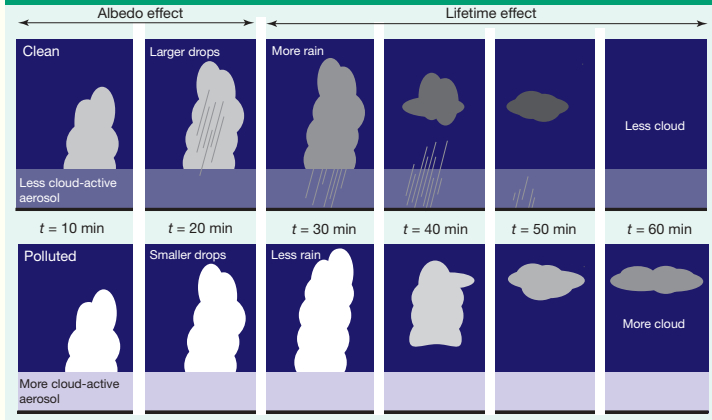 Albedo effect
Lifetime effect
Clean
Larger drops
More rain
Less cloud
Less cloud-active
aerosol
t = 10 min
t = 20 min
t = 30 min
t = 40 min
t = 50 min
t = 60 min
Polluted
Smaller drops
Less rain
More cloud
More cloud-active
aerosol